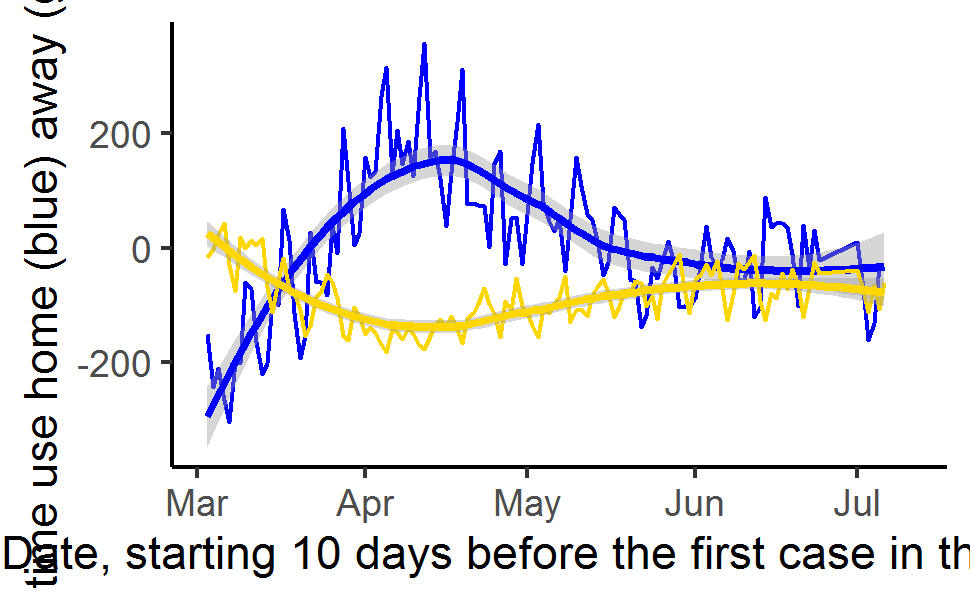 time use home (blue) away (
200
0
-200
Mar Apr May Jun Jul
Date, starting 10 days before the first case in th